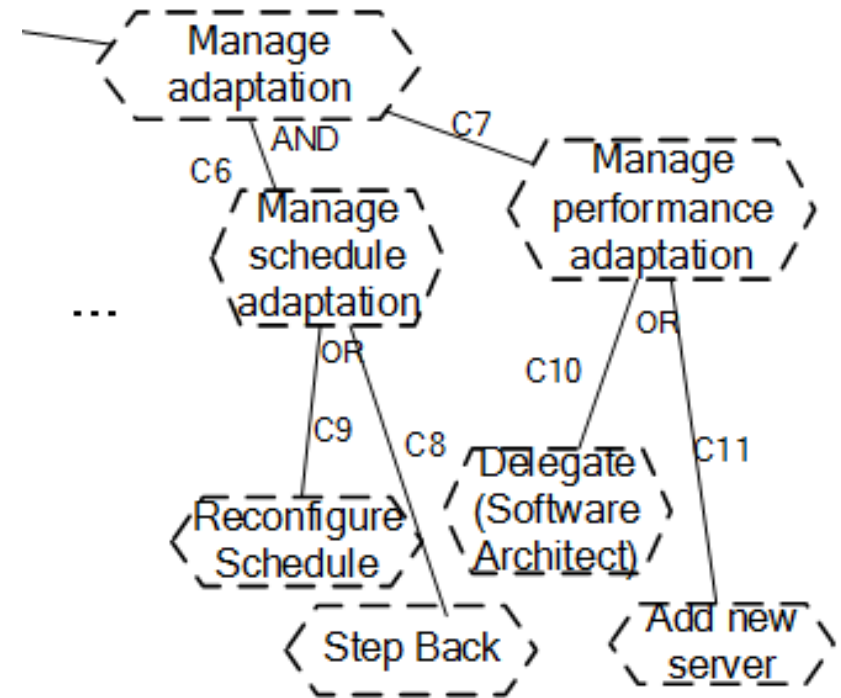 Manage
adaptation
AND
C7
C6
Manage
performance
adaptation
Manage
schedule
adaptation
...
OR
OR
C10
C9
C8
C11
Delegate
(Software
Architect)
Reconfigure
Schedule
Step Back
Add new
server